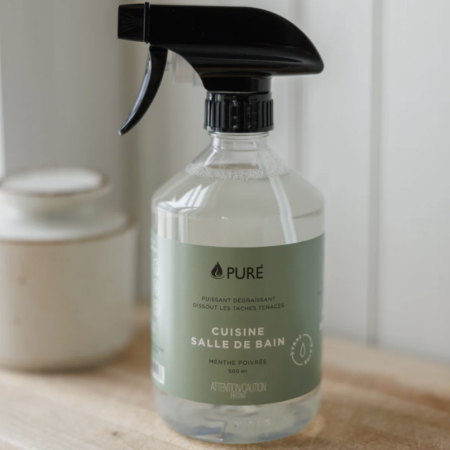 PURE
PUISSANT DÉGRAISSANT
DISSOUT LES TACHES TENACES
CUISINE
SALLE DE BAIN
MENTHE POIVRÉE
500 ml
ATTENTION/CAUTION